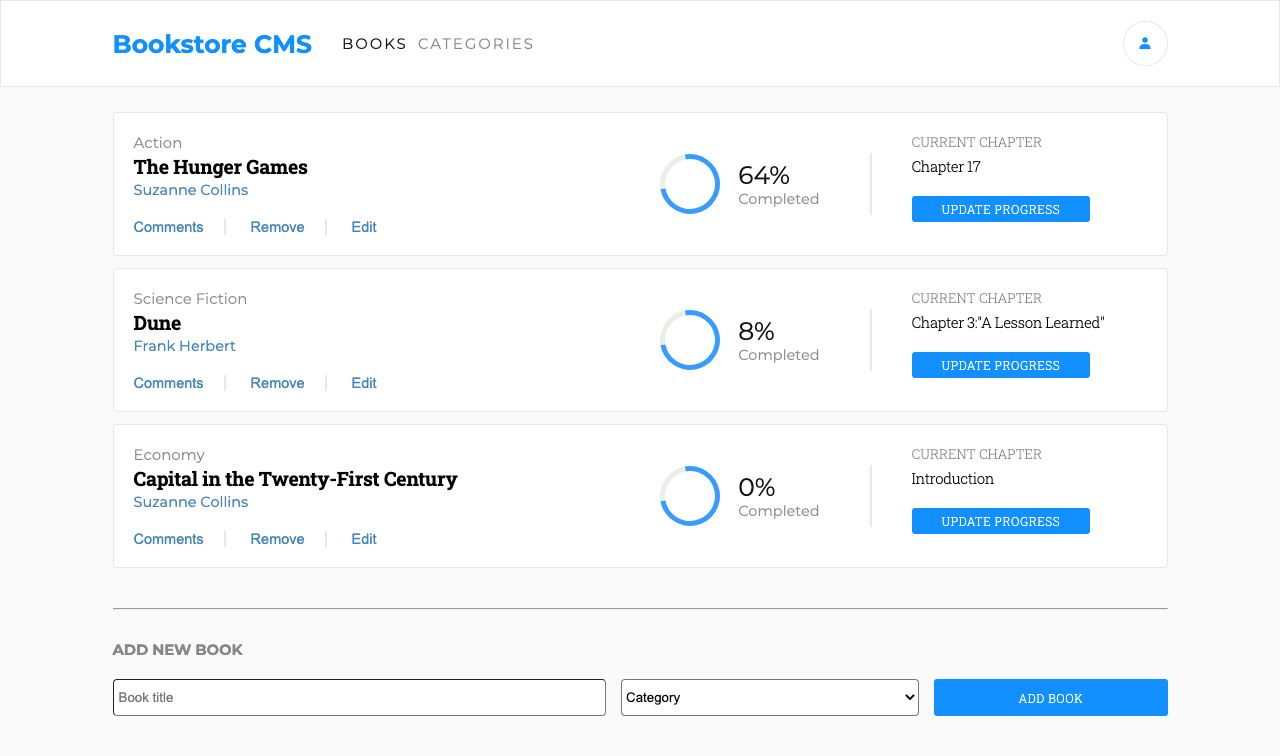 Bookstore CMS BOOKS CATEGORIES
Action
The Hunger Games
Suzanne Collins
Comments Remove Edit
64%
Completed
CURRENT CHAPTER
Chapter 17
UPDATE PROGRESS
Science Fiction
Dune
Frank Herbert
Comments Remove Edit
8%
Completed
CURRENT CHAPTER
Chapter 3:"A Lesson Learned"
UPDATE PROGRESS
Economy
Capital in the Twenty-First Century
Suzanne Collins
Comments Remove Edit
0%
Completed
CURRENT CHAPTER
Introduction
UPDATE PROGRESS
ADD NEW BOOK
Book title Category ADD BOOK